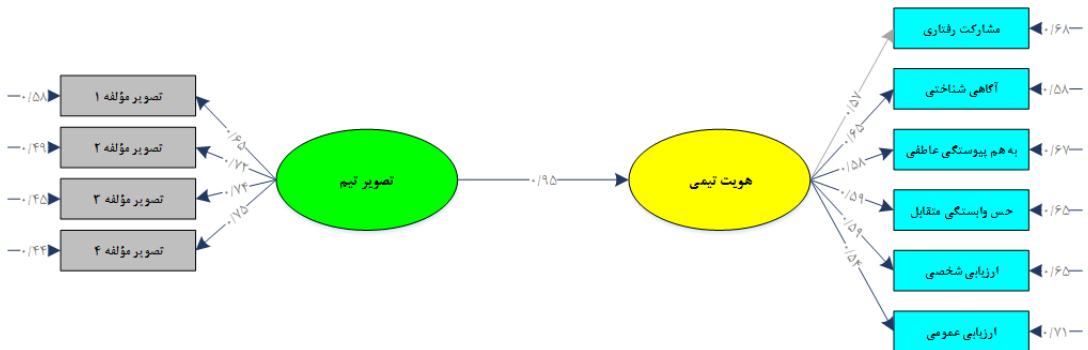 مشارکت رفتاری
۰/۶۸
۰/۵۷
آگاهی شناختی
۰/۵۸
۰/۶۵
به هم پیوستگی عاطفی
۰/۶۷
۰/۵۸
حس وابستگی متقابل
۰/۶۵
۰/۵۹
ارزیابی شخصی
۰/۶۵
۰/۵۹
ارزیابی عمومی
۰/۷۱
۰/۵۴
هویت تیمی
۰/۹۵
تصویر تیم
تصویر مؤلفه ۱
۰/۵۸
۰/۶۵
تصویر مؤلفه ۲
۰/۴۹
۰/۷۲
تصویر مؤلفه ۳
۰/۴۵
۰/۷۴
تصویر مؤلفه ۴
۰/۴۴
۰/۷۵